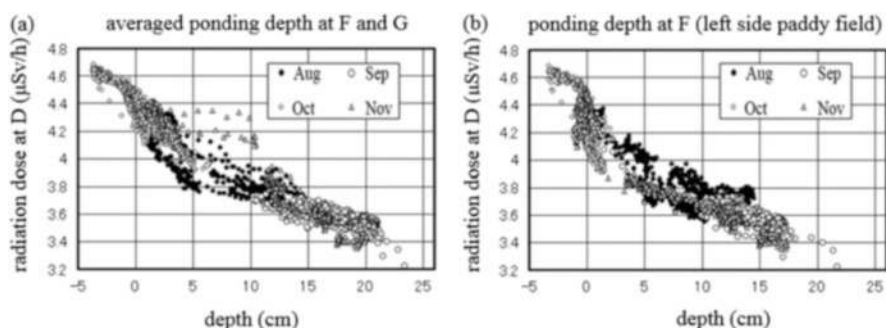 (a) averaged ponding depth at F and G
radiation dose at D (μSv/h)
4.8
4.6
4.4
4.2
4
3.8
3.6
3.4
3.2
Aug Sep
Oct Nov
-5 0 5 10 15 20 25
depth (cm)
(b) ponding depth at F (left side paddy field)
radiation dose at D (μSv/h)
4.8
4.6
4.4
4.2
4
3.8
3.6
3.4
3.2
Aug Sep
Oct Nov
-5 0 5 10 15 20 25
depth (cm)